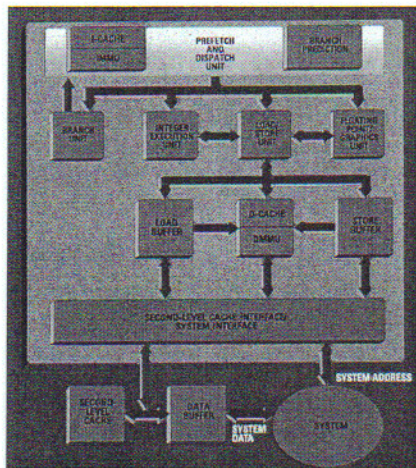 I-CACHE
IMMU
PREFETCH
AND
DISPATCH
UNIT
BRANCH
PREDICTION
BRANCH
UNIT
INTEGER
EXECUTION
UNIT
LOAD/
STORE
UNIT
FLOATING
POINT/
GRAPHICS
UNIT
LOAD
BUFFER
D-CACHE
DMMU
STORE
BUFFER
SECOND-LEVEL CACHE INTERFACE/
SYSTEM INTERFACE
SYSTEM ADDRESS
SECOND-
LEVEL
CACHE
DATA
BUFFER
SYSTEM
DATA
SYSTEM